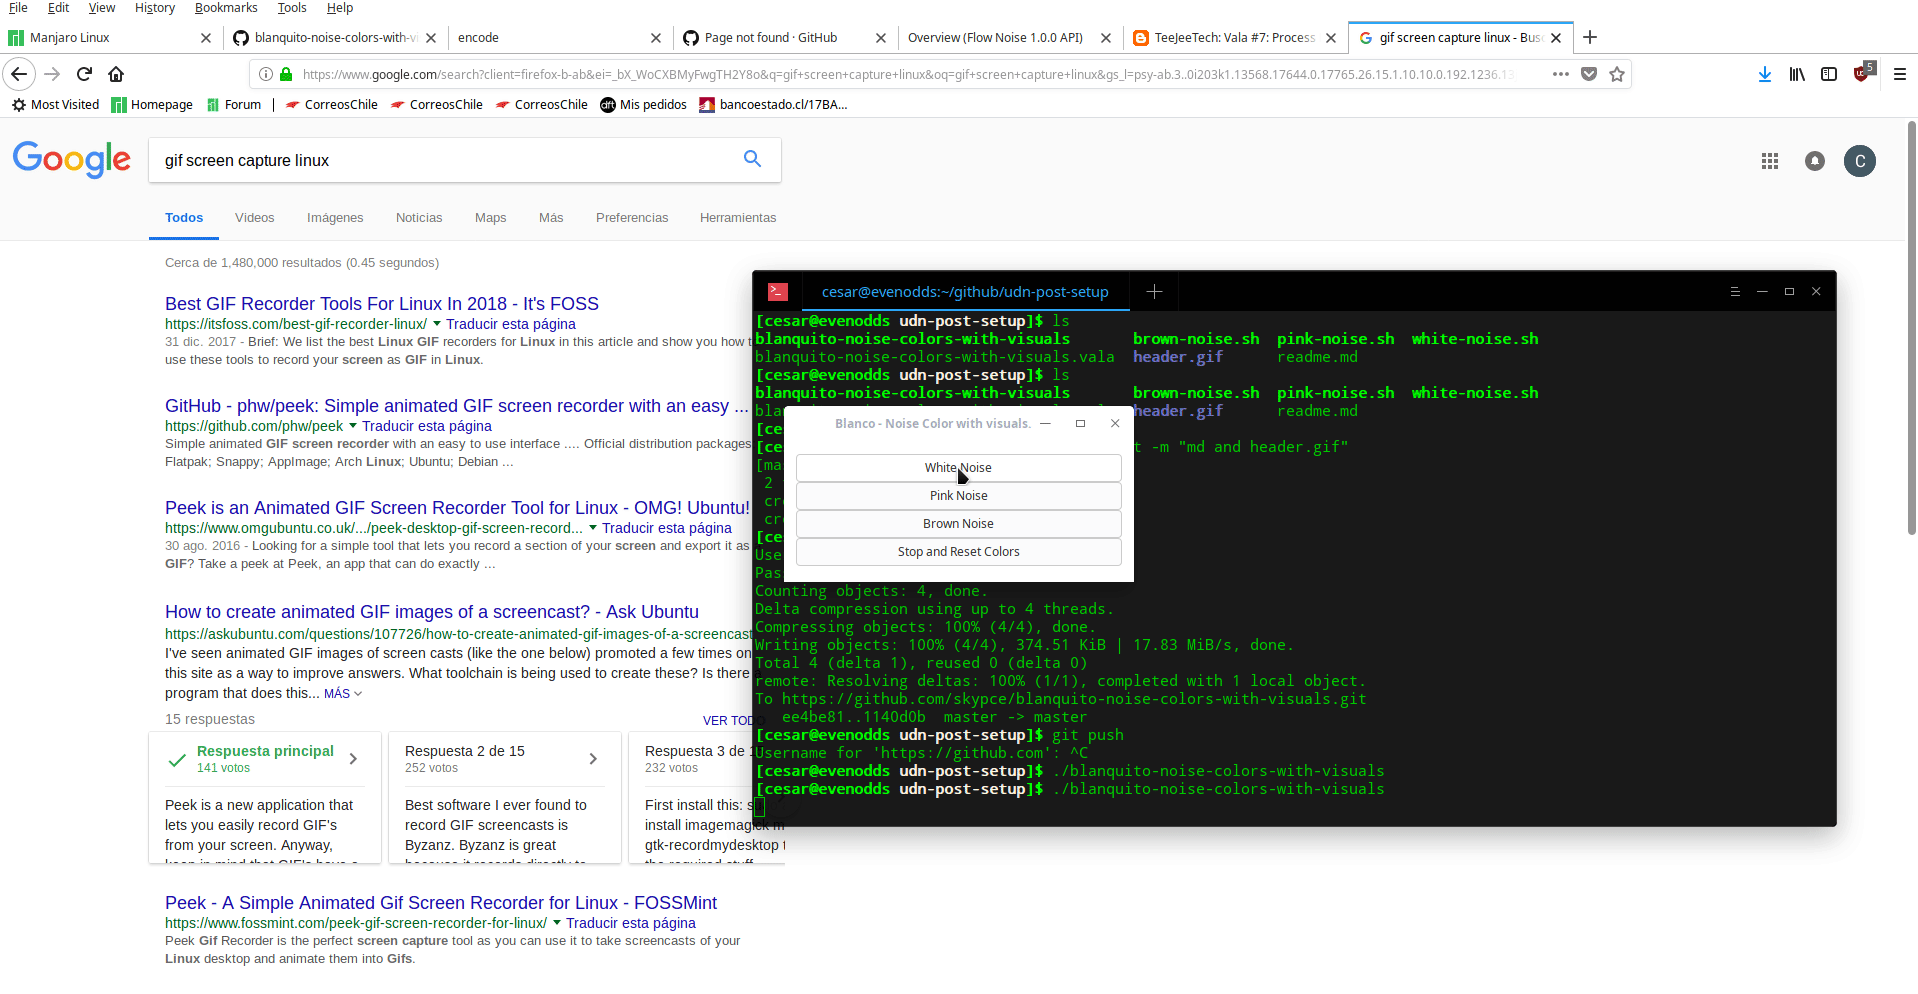 File Edit View History Bookmarks Tools Help
Manjaro Linux
blanquito-noise-colors-with-v
encode
Page not found · GitHub
Overview (Flow Noise 1.0.0 API)
TeeJeeTech: Vala #7: Process
gif screen capture linux - Bus
https://www.google.com/search?client=firefox-b-ab&ei=_bX_WoCXBMyFwgTH2Y8o&q=gif+screen+capture+linux&oq=gif+screen+capture+linux&gs_l=psy-ab.3..0i203k1.13568.17644.0.17765.26.15.1.10.10.0.192.1236.13
5
Most Visited Homepage Forum | CorreosChile CorreosChile CorreosChile dft Mis pedidos bancoestado.cl/17BA...
Google
gif screen capture linux
C
Todos Videos Imágenes Noticias Maps Más Preferencias Herramientas
Cerca de 1,480,000 resultados (0.45 segundos)
Best GIF Recorder Tools For Linux In 2018 - It's FOSS
https://itsfoss.com/best-gif-recorder-linux/ Traducir esta página
31 dic. 2017 - Brief: We list the best Linux GIF recorders for Linux in this article and show you how t
use these tools to record your screen as GIF in Linux.
GitHub - phw/peek: Simple animated GIF screen recorder with an easy ...
https://github.com/phw/peek Traducir esta página
Simple animated GIF screen recorder with an easy to use interface .... Official distribution packages
Flatpak; Snappy; AppImage; Arch Linux; Ubuntu; Debian ...
Peek is an Animated GIF Screen Recorder Tool for Linux - OMG! Ubuntu!
https://www.omgubuntu.co.uk/.../peek-desktop-gif-screen-record... Traducir esta página
30 ago. 2016 - Looking for a simple tool that lets you record a section of your screen and export it as
GIF? Take a peek at Peek, an app that can do exactly ...
How to create animated GIF images of a screencast? - Ask Ubuntu
https://askubuntu.com/questions/107726/how-to-create-animated-gif-images-of-a-screencast
I've seen animated GIF images of screen casts (like the one below) promoted a few times on
this site as a way to improve answers. What toolchain is being used to create these? Is there
program that does this... MÁS
15 respuestas
VER TODO
Respuesta principal
141 votos
Peek is a new application that
lets you easily record GIF's
from your screen. Anyway,
keep in mind that GIF's have a
Respuesta 2 de 15
252 votos
Best software I ever found to
record GIF screencasts is
Byzanz. Byzanz is great
because it records directly to
Respuesta 3 de 1
232 votos
First install this: su
install imagemagick m
gtk-recordmydesktop t
the required stuff
Peek - A Simple Animated Gif Screen Recorder for Linux - FOSSMint
https://www.fossmint.com/peek-gif-screen-recorder-for-linux/ Traducir esta página
Peek Gif Recorder is the perfect screen capture tool as you can use it to take screencasts of your
Linux desktop and animate them into Gifs.
cesar@evenodds:~/github/udn-post-setup
[cesar@evenodds udn-post-setup]$ ls
blanquito-noise-colors-with-visuals brown-noise.sh pink-noise.sh white-noise.sh
blanquito-noise-colors-with-visuals.vala header.gif readme.md
[cesar@evenodds udn-post-setup]$ ls
blanquito-noise-colors-with-visuals brown-noise.sh pink-noise.sh white-noise.sh
bla header.gif readme.md
[ce
[ce t -m "md and header.gif"
[ma
2
cr
cr
[ce
Use
Pas
Counting objects: 4, done.
Delta compression using up to 4 threads.
Compressing objects: 100% (4/4), done.
Writing objects: 100% (4/4), 374.51 KiB | 17.83 MiB/s, done.
Total 4 (delta 1), reused 0 (delta 0)
remote: Resolving deltas: 100% (1/1), completed with 1 local object.
To https://github.com/skypce/blanquito-noise-colors-with-visuals.git
ee4be81..1140d0b master -> master
[cesar@evenodds udn-post-setup]$ git push
Username for 'https://github.com': ^C
[cesar@evenodds udn-post-setup]$ ./blanquito-noise-colors-with-visuals
[cesar@evenodds udn-post-setup]$ ./blanquito-noise-colors-with-visuals
Blanco - Noise Color with visuals.
White Noise
Pink Noise
Brown Noise
Stop and Reset Colors